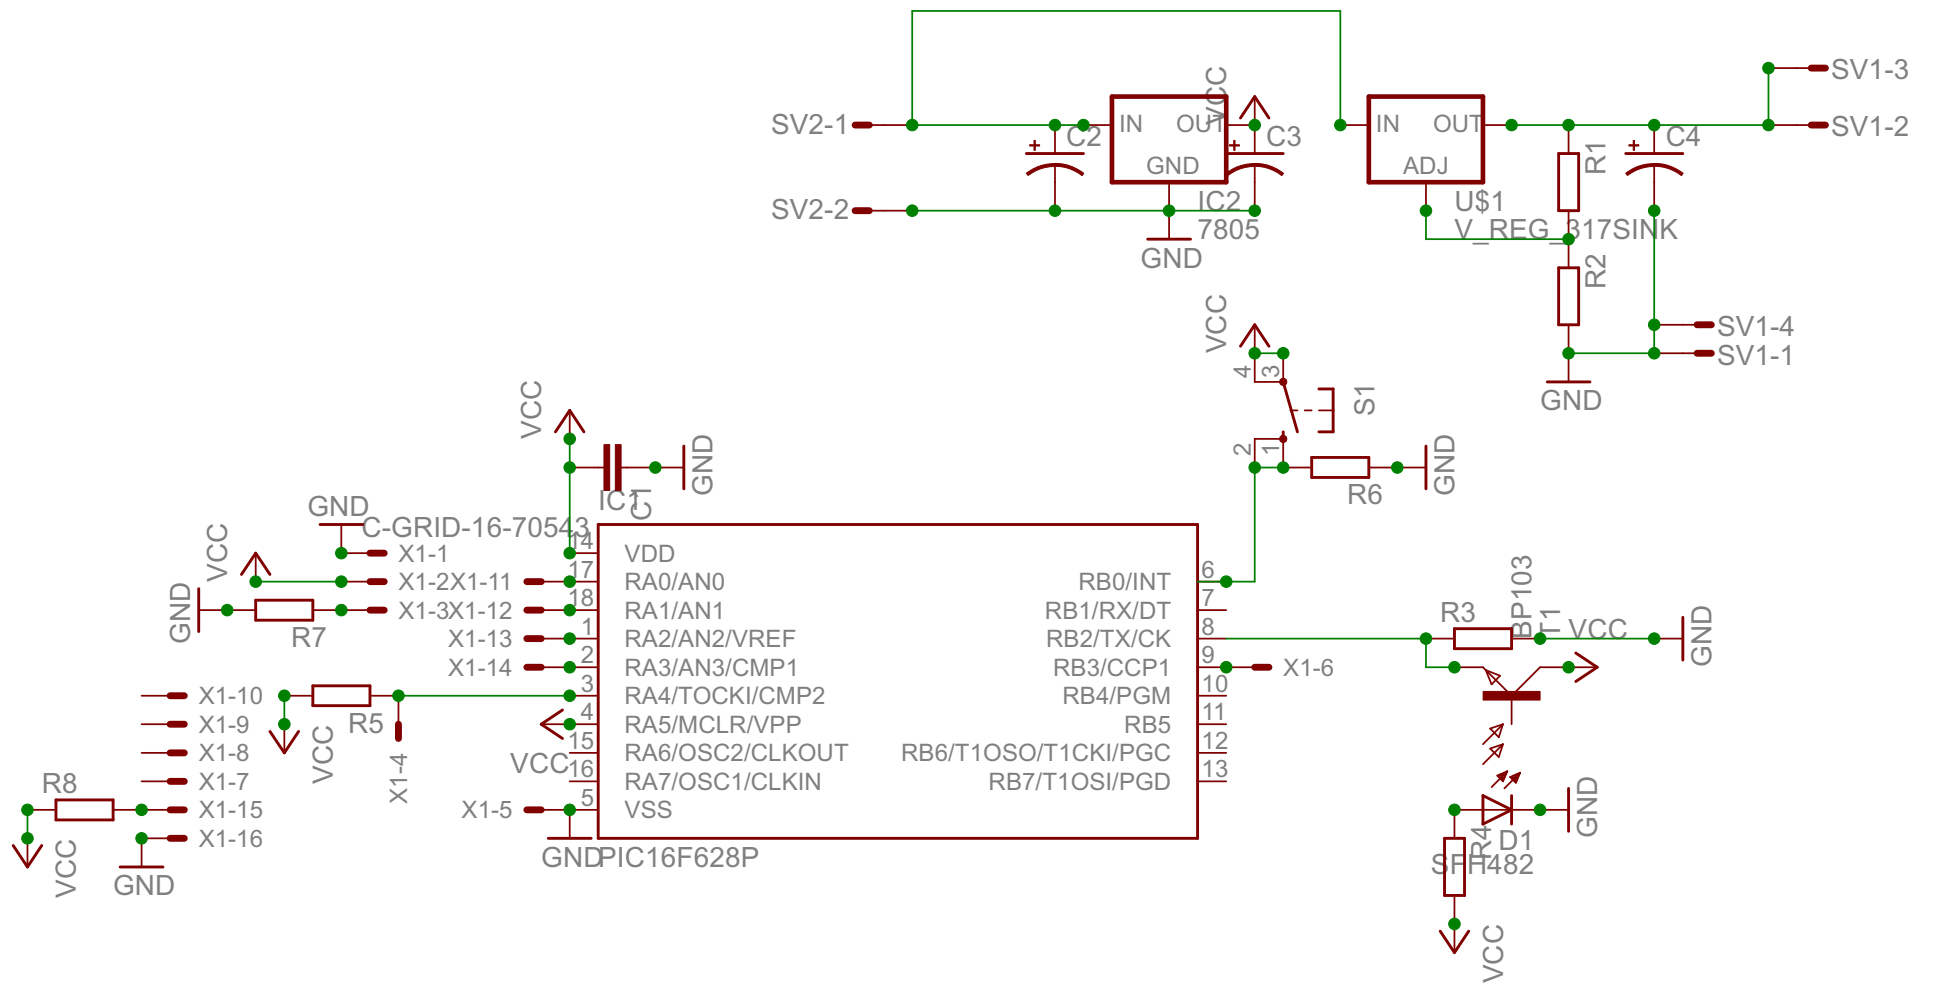 SV2-1
SV2-2
C2
IN
OUT
GND
VCC
C3
IC2
7805
GND
IN
OUT
ADJ
U$1
V_REG_317SINK
R1
R2
C4
SV1-3
SV1-2
SV1-4
SV1-1
GND
VCC
4
3
2
1
S1
R6
GND
VCC
IC1
C1
GND
GND
C-GRID-16-70543
VCC
X1-1
X1-2
X1-3
GND
R7
X1-11
X1-12
X1-13
X1-14
14
17
18
1
2
3
4
15
16
5
VDD
RA0/AN0
RA1/AN1
RA2/AN2/VREF
RA3/AN3/CMP1
RA4/TOCKI/CMP2
RA5/MCLR/VPP
RA6/OSC2/CLKOUT
RA7/OSC1/CLKIN
VSS
RB0/INT
RB1/RX/DT
RB2/TX/CK
RB3/CCP1
RB4/PGM
RB5
RB6/T1OSO/T1CKI/PGC
RB7/T1OSI/PGD
6
7
8
9
10
11
12
13
X1-6
R3
BP103
T1
VCC
GND
X1-10
X1-9
X1-8
X1-7
X1-15
X1-16
R5
VCC
X1-4
VCC
X1-5
R8
VCC
GND
GND
PIC16F628P
GND
D1
R4
SFH482
VCC